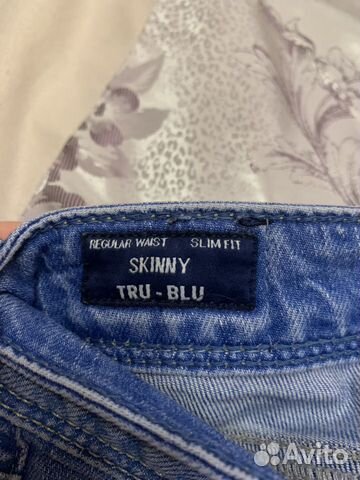 REGULAR WAIST SLIM FIT
SKINNY
TRU - BLU
Avito